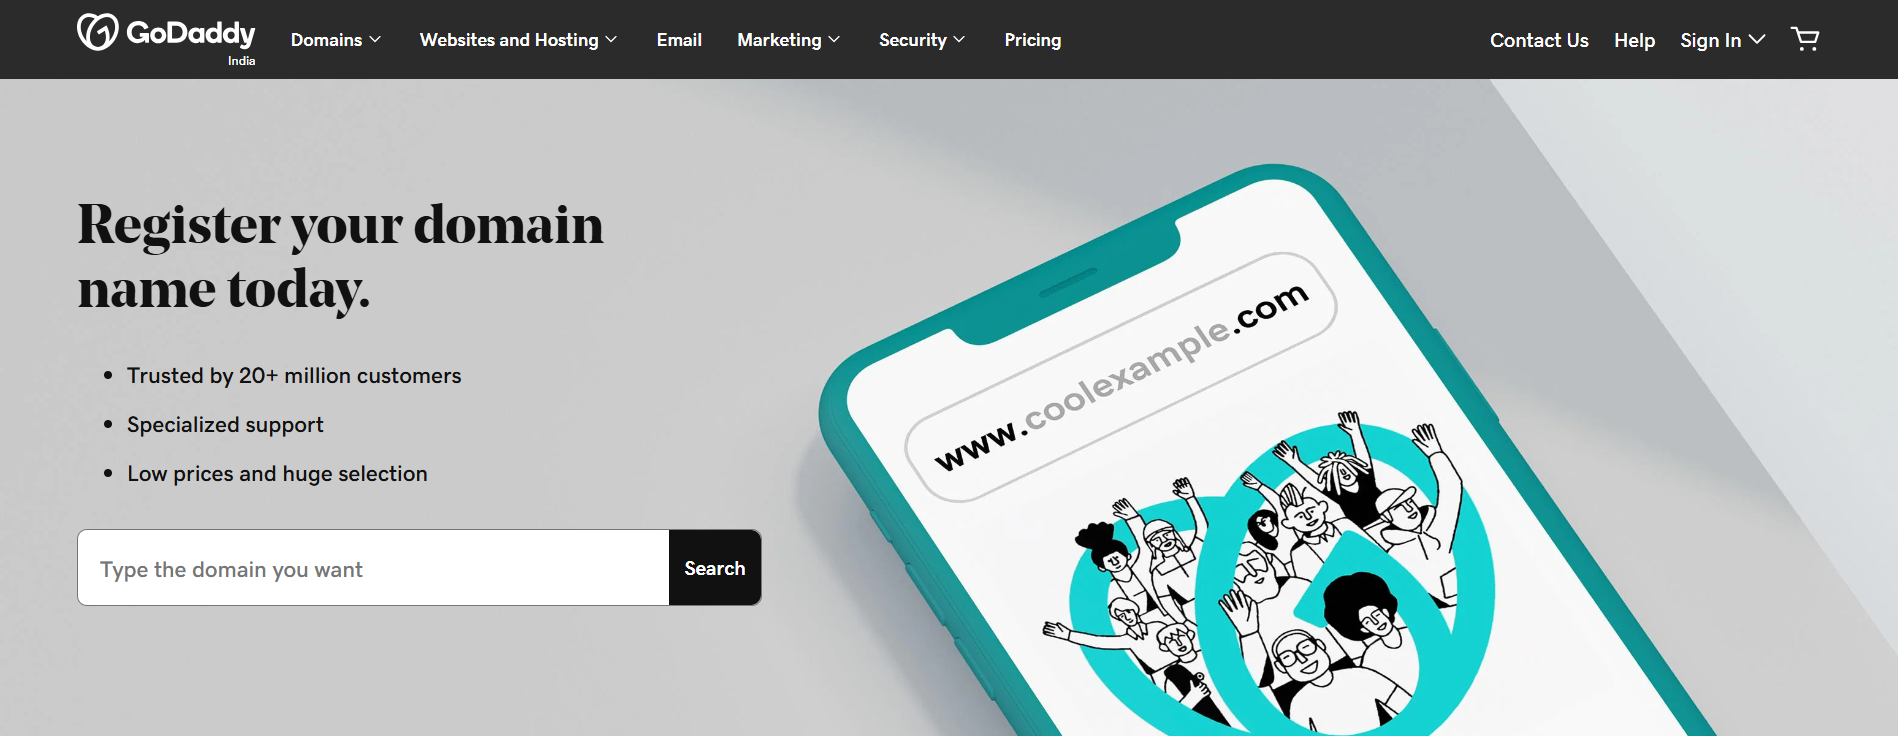 GoDaddy
India
Domains
Websites and Hosting
Email
Marketing
Security
Pricing
Contact Us
Help
Sign In
Register your domain
name today.
Trusted by 20+ million customers
Specialized support
Low prices and huge selection
Type the domain you want
Search
www.coolexample.com